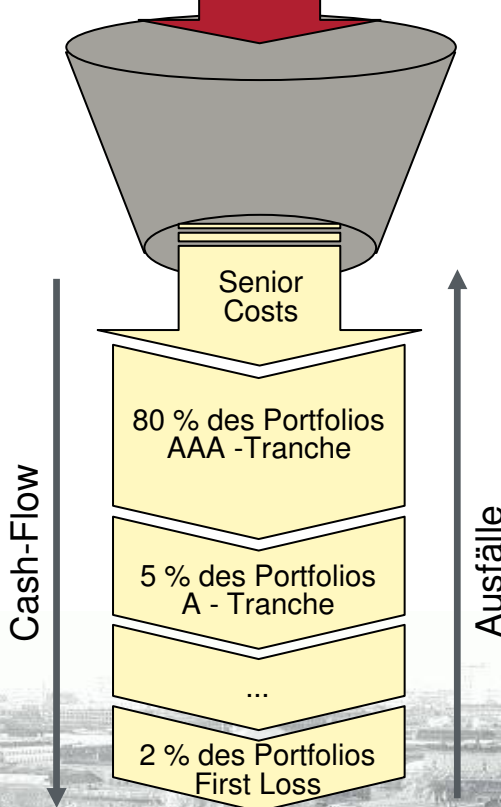 Senior
Costs
80 % des Portfolios
AAA -Tranche
5 % des Portfolios
A - Tranche
...
2 % des Portfolios
First Loss
Cash-Flow
Ausfälle